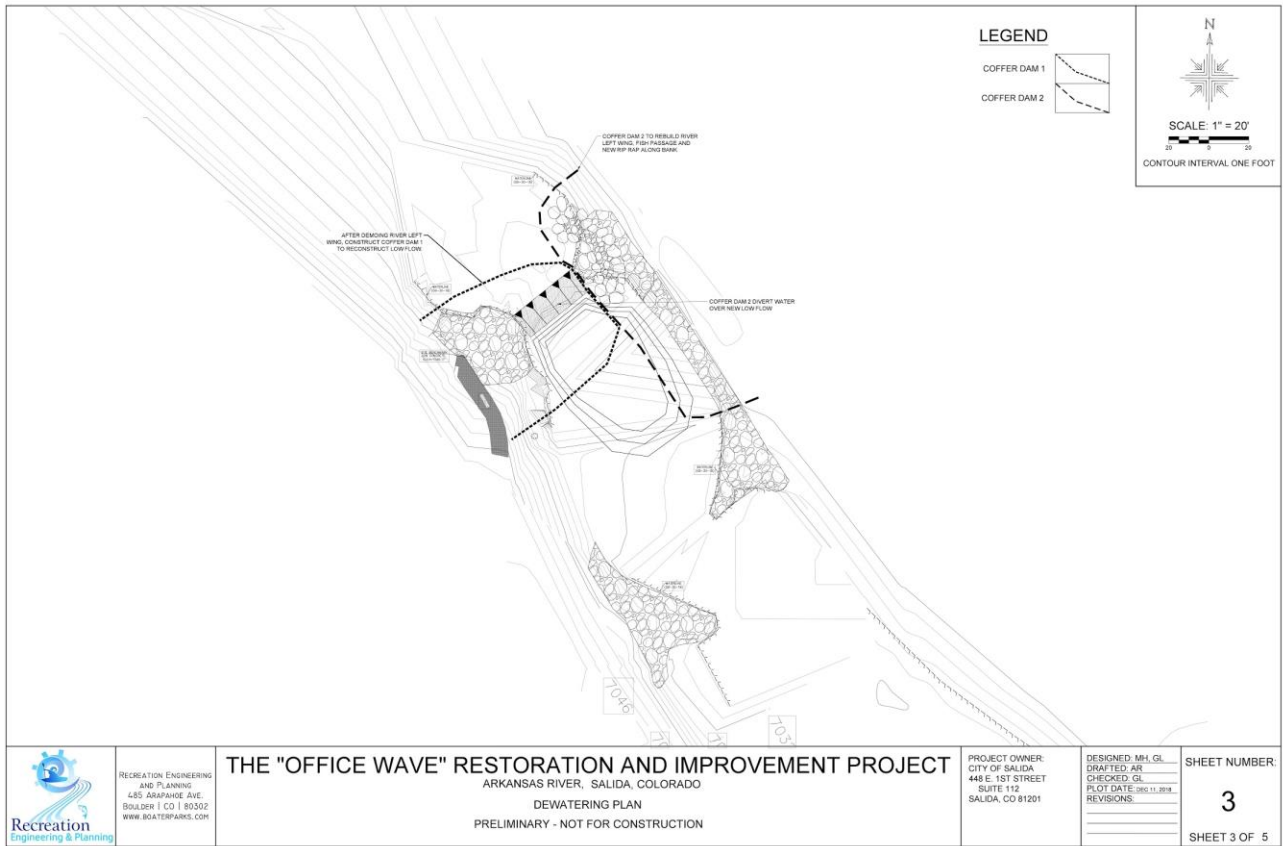 LEGEND
COFFER DAM 1
COFFER DAM 2
N
SCALE: 1" = 20'
20 0 20
CONTOUR INTERVAL ONE FOOT
COFFER DAM 2 TO REBUILD RIVER
LEFT WING, FISH PASSAGE AND
NEW RIP RAP ALONG BANK
AFTER DEMOING RIVER LEFT
WING, CONSTRUCT COFFER DAM 1
TO RECONSTRUCT LOW FLOW.
COFFER DAM 2 DIVERT WATER
OVER NEW LOW FLOW
7046
703
Recreation
Engineering & Planning
RECREATION ENGINEERING
AND PLANNING
485 ARAPAHOE AVE.
BOULDER | CO | 80302
WWW.BOATERPARKS.COM
THE "OFFICE WAVE" RESTORATION AND IMPROVEMENT PROJECT
ARKANSAS RIVER, SALIDA, COLORADO
DEWATERING PLAN
PRELIMINARY - NOT FOR CONSTRUCTION
PROJECT OWNER:
CITY OF SALIDA
448 E. 1ST STREET
SUITE 112
SALIDA, CO 81201
DESIGNED: MH, GL
DRAFTED: AR
CHECKED: GL
PLOT DATE: DEC 11, 2018
REVISIONS:
SHEET NUMBER:
3
SHEET 3 OF 5